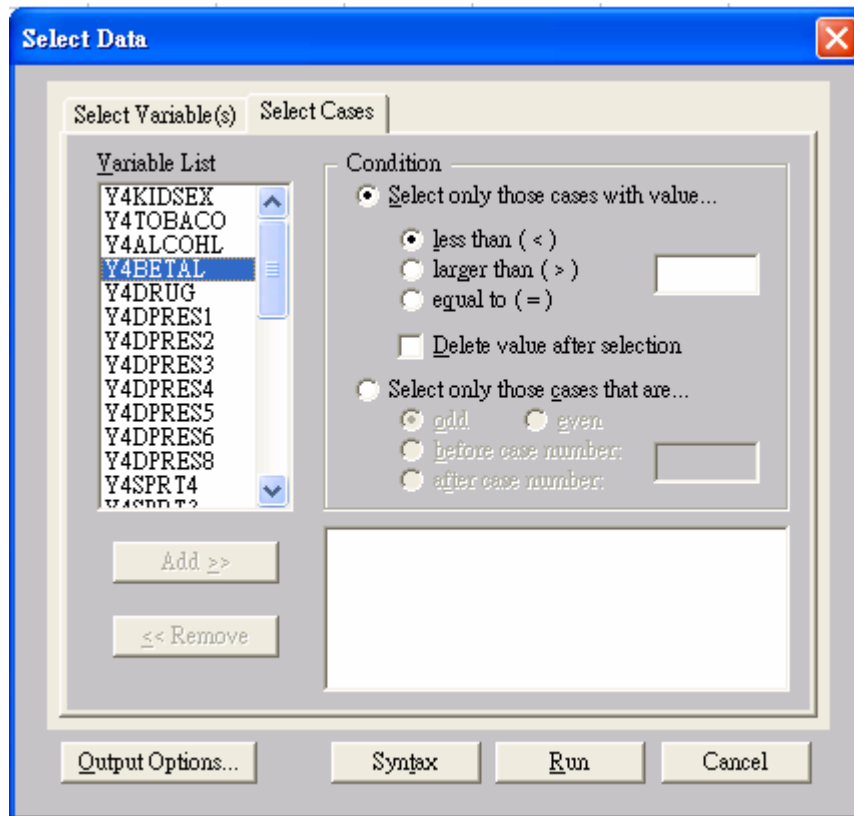 Select Data
Select Variable(s)
Select Cases
Variable List
Y4KIDSEX
Y4TOBACO
Y4ALCOHL
Y4BETAL
Y4DRUG
Y4DPRES1
Y4DPRES2
Y4DPRES3
Y4DPRES4
Y4DPRES5
Y4DPRES6
Y4DPRES8
Y4SPRT4
Condition
Select only those cases with value...
less than ( < )
larger than ( > )
equal to ( = )
Delete value after selection
Select only those cases that are...
odd even
before case number:
after case number:
Add >>
<< Remove
Output Options... Syntax Run Cancel